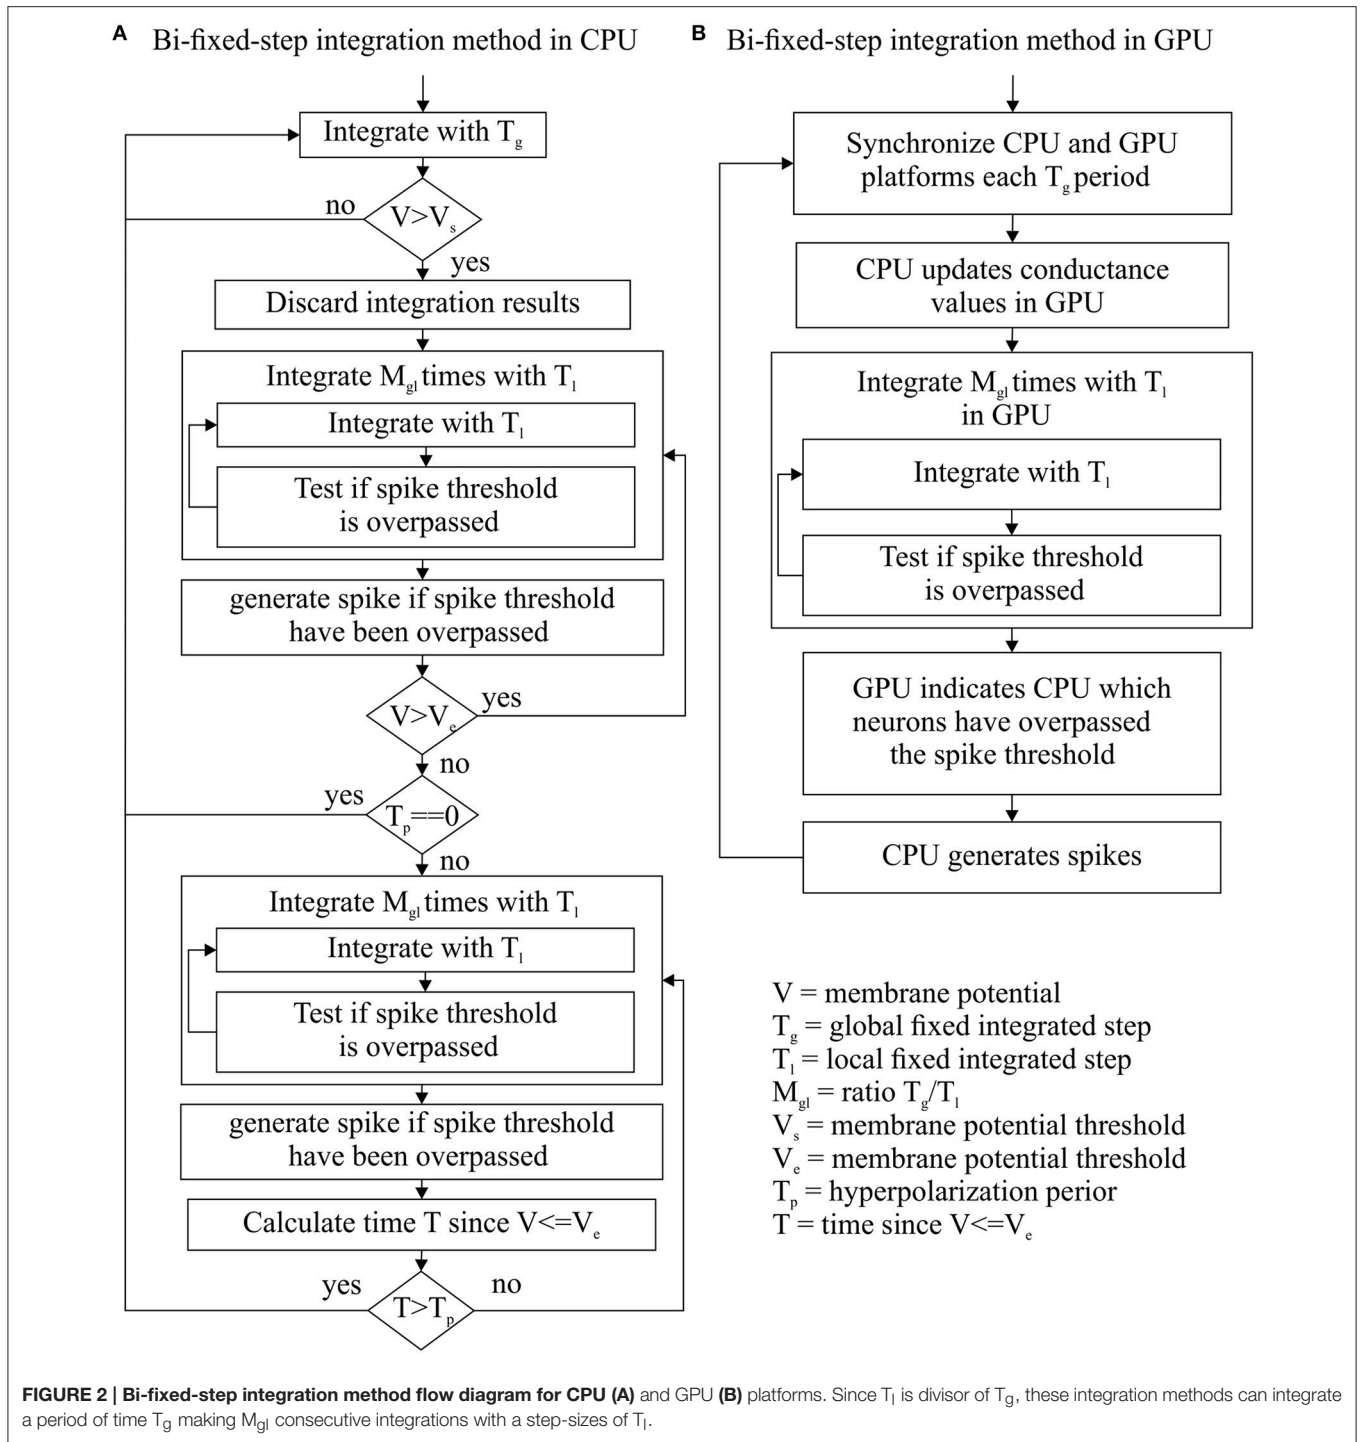 A Bi-fixed-step integration method in CPU
Integrate with Tg
V>Vs
no
yes
Discard integration results
Integrate Mgl times with Tl
Integrate with Tl
Test if spike threshold
is overpassed
generate spike if spike threshold
have been overpassed
V>Ve
yes
no
Tp==0
yes
no
Integrate Mgl times with Tl
Integrate with Tl
Test if spike threshold
is overpassed
generate spike if spike threshold
have been overpassed
Calculate time T since V<=Ve
yes
no
T>Tp
B Bi-fixed-step integration method in GPU
Synchronize CPU and GPU
platforms each Tg period
CPU updates conductance
values in GPU
Integrate Mgl times with Tl
in GPU
Integrate with Tl
Test if spike threshold
is overpassed
GPU indicates CPU which
neurons have overpassed
the spike threshold
CPU generates spikes
V = membrane potential
Tg = global fixed integrated step
Tl = local fixed integrated step
Mgl = ratio Tg/Tl
Vs = membrane potential threshold
Ve = membrane potential threshold
Tp = hyperpolarization perior
T = time since V<=Ve
FIGURE 2 | Bi-fixed-step integration method flow diagram for CPU (A) and GPU (B) platforms. Since Tl is divisor of Tg, these integration methods can integrate
a period of time Tg making Mgl consecutive integrations with a step-sizes of Tl.